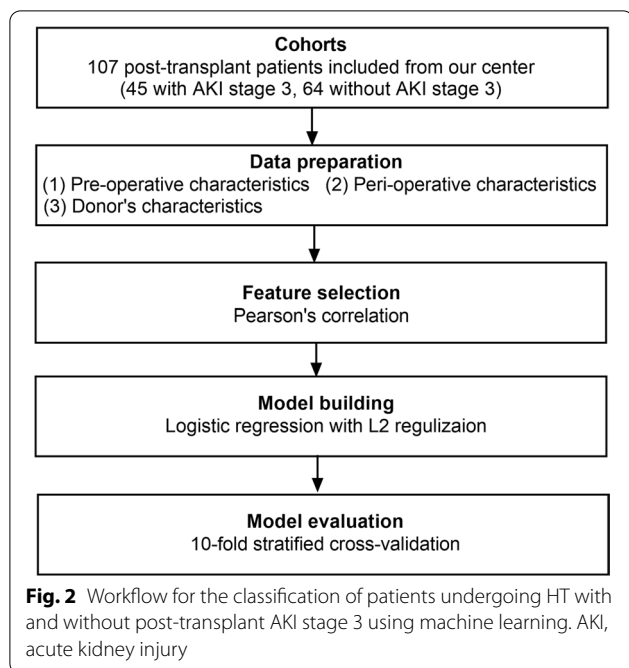 Cohorts
107 post-transplant patients included from our center
(45 with AKI stage 3, 64 without AKI stage 3)
Data preparation
(1) Pre-operative characteristics (2) Peri-operative characteristics
(3) Donor's characteristics
Feature selection
Pearson's correlation
Model building
Logistic regression with L2 regulizaion
Model evaluation
10-fold stratified cross-validation
Fig. 2 Workflow for the classification of patients undergoing HT with
and without post-transplant AKI stage 3 using machine learning. AKI,
acute kidney injury